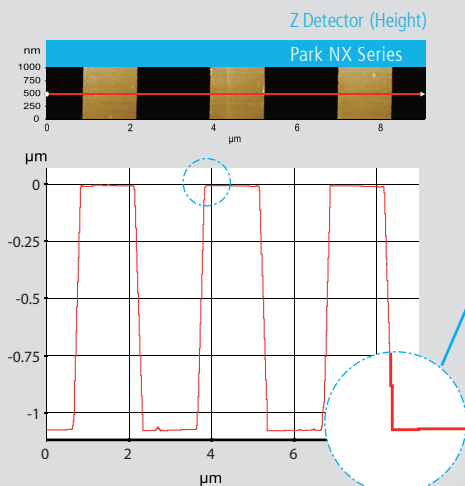 Z Detector (Height)
Park NX Series
nm
1000
750
500
250
0
0 2 4 6 8
µm
µm
0
-0.25
-0.5
-0.75
-1
0 2 4 6
µm